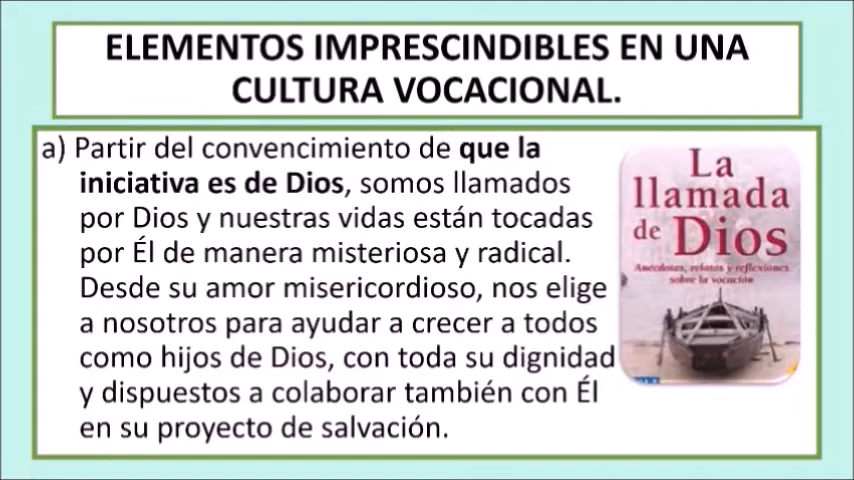 ELEMENTOS IMPRESCINDIBLES EN UNA
CULTURA VOCACIONAL.
a) Partir del convencimiento de que la
iniciativa es de Dios, somos llamados
por Dios y nuestras vidas están tocadas
por Él de manera misteriosa y radical.
Desde su amor misericordioso, nos elige
a nosotros para ayudar a crecer a todos
como hijos de Dios, con toda su dignidad
y dispuestos a colaborar también con Él
en su proyecto de salvación.
La
llamada
de Dios
Anécdotas, relatos y reflexiones
sobre la vocación